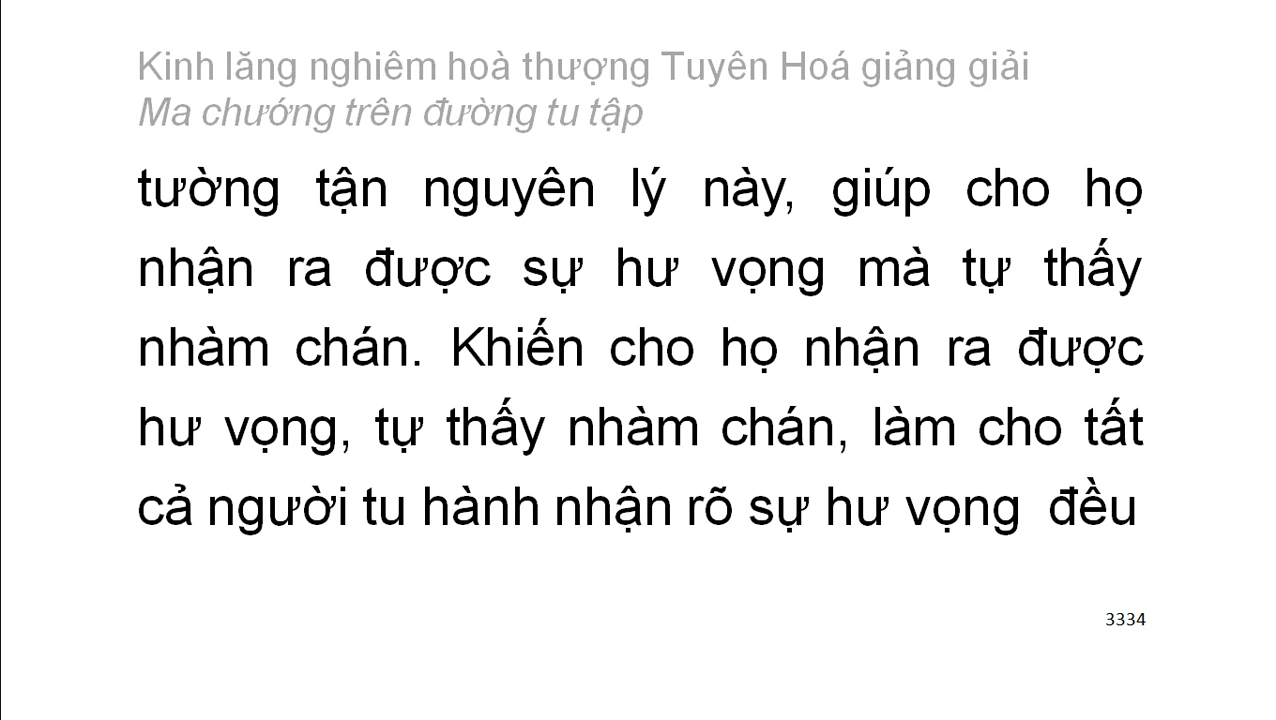 Kinh lăng nghiêm hoà thượng Tuyên Hoá giảng giải
Ma chướng trên đường tu tập
tường tận nguyên lý này, giúp cho họ
nhận ra được sự hư vọng mà tự thấy
nhàm chán. Khiến cho họ nhận ra được
hư vọng, tự thấy nhàm chán, làm cho tất
cả người tu hành nhận rõ sự hư vọng đều
3334